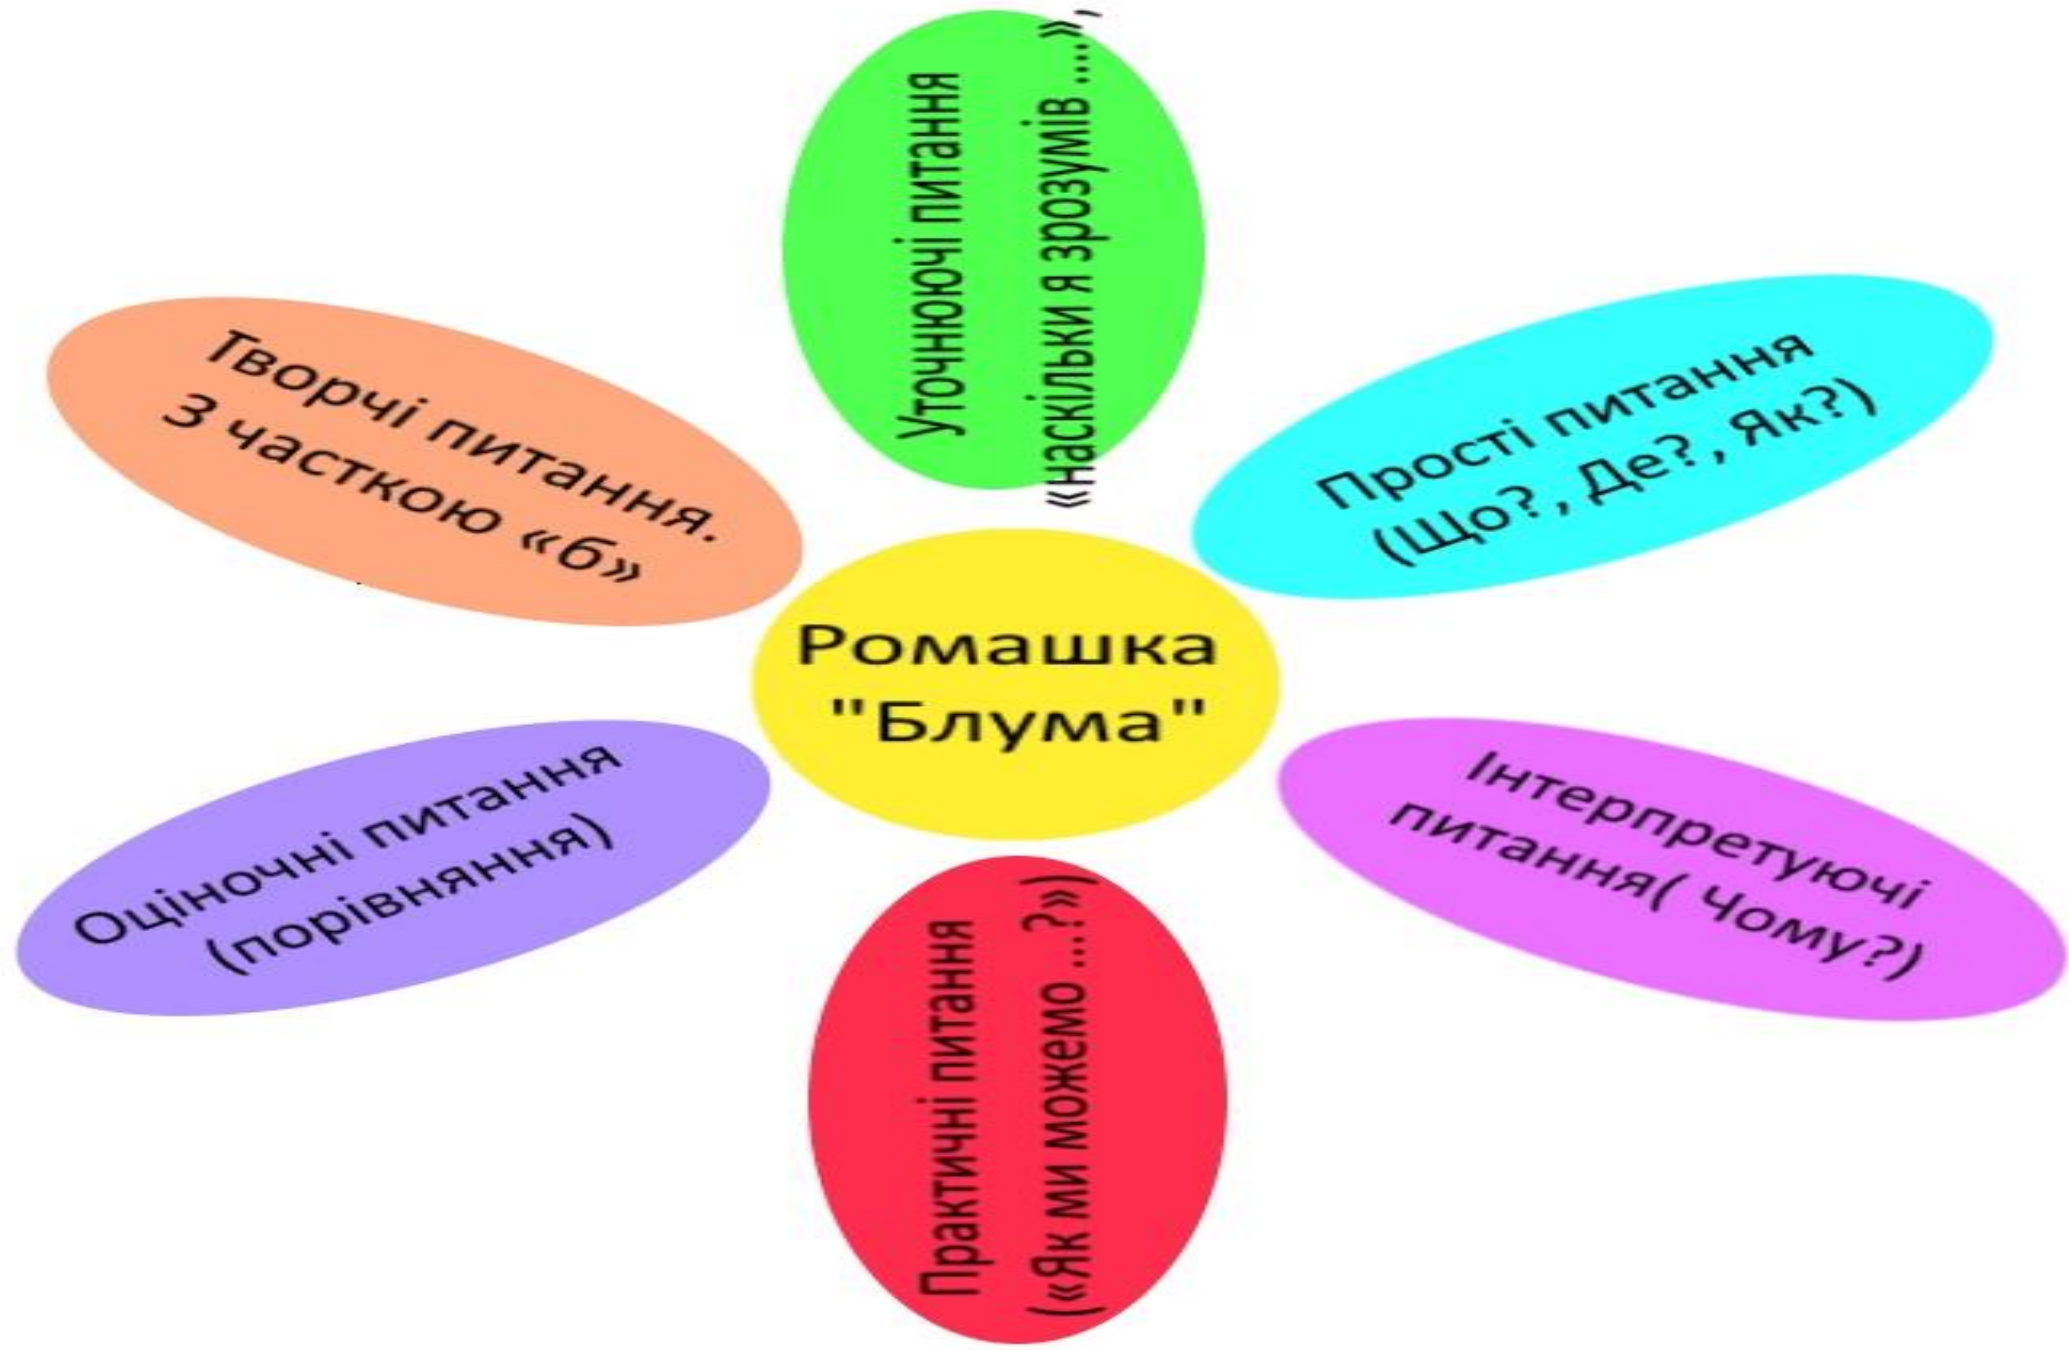 Уточнюючі питання
«наскільки я зрозумів ....»,
Прості питання
(Що?, Де?, Як?)
Творчі питання.
З часткою «б»
Ромашка
"Блума"
Інтерпретуючі
питання( Чому?)
Оціночні питання
(порівняння)
Практичні питання
(«Як ми можемо ...?»)